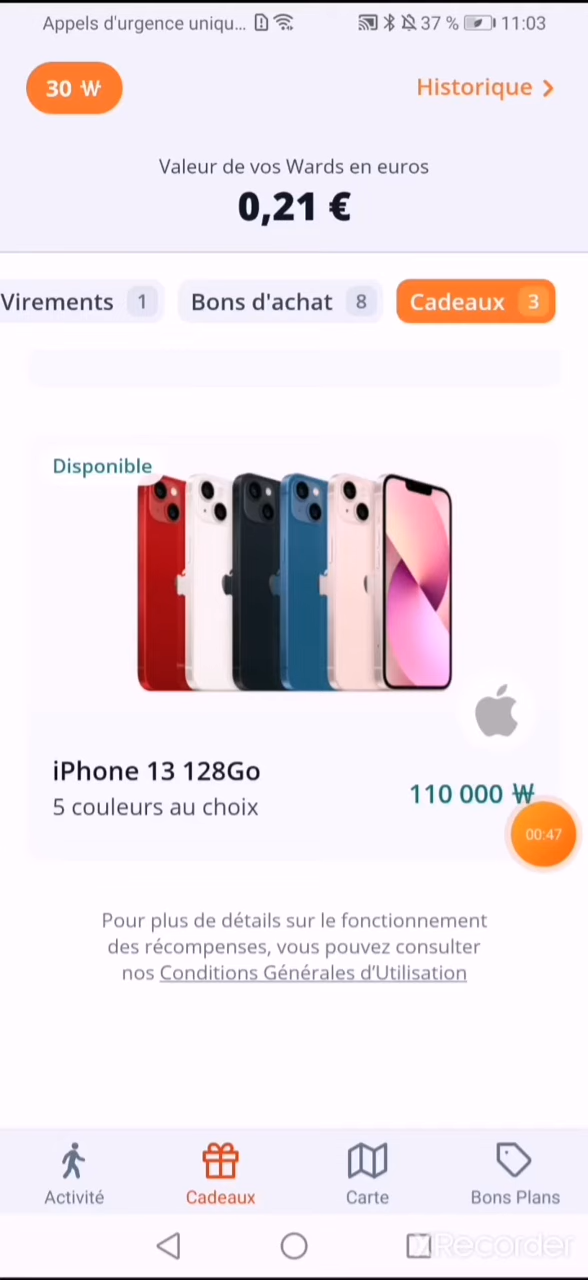 Appels d'urgence uniqu... 37 % 11:03
30 ₩ Historique
Valeur de vos Wards en euros
0,21 €
Virements 1 Bons d'achat 8 Cadeaux 3
Disponible
iPhone 13 128Go
5 couleurs au choix
110 000 ₩
00:47
Pour plus de détails sur le fonctionnement
des récompenses, vous pouvez consulter
nos Conditions Générales d’Utilisation
Activité Cadeaux Carte Bons Plans
XRecorder